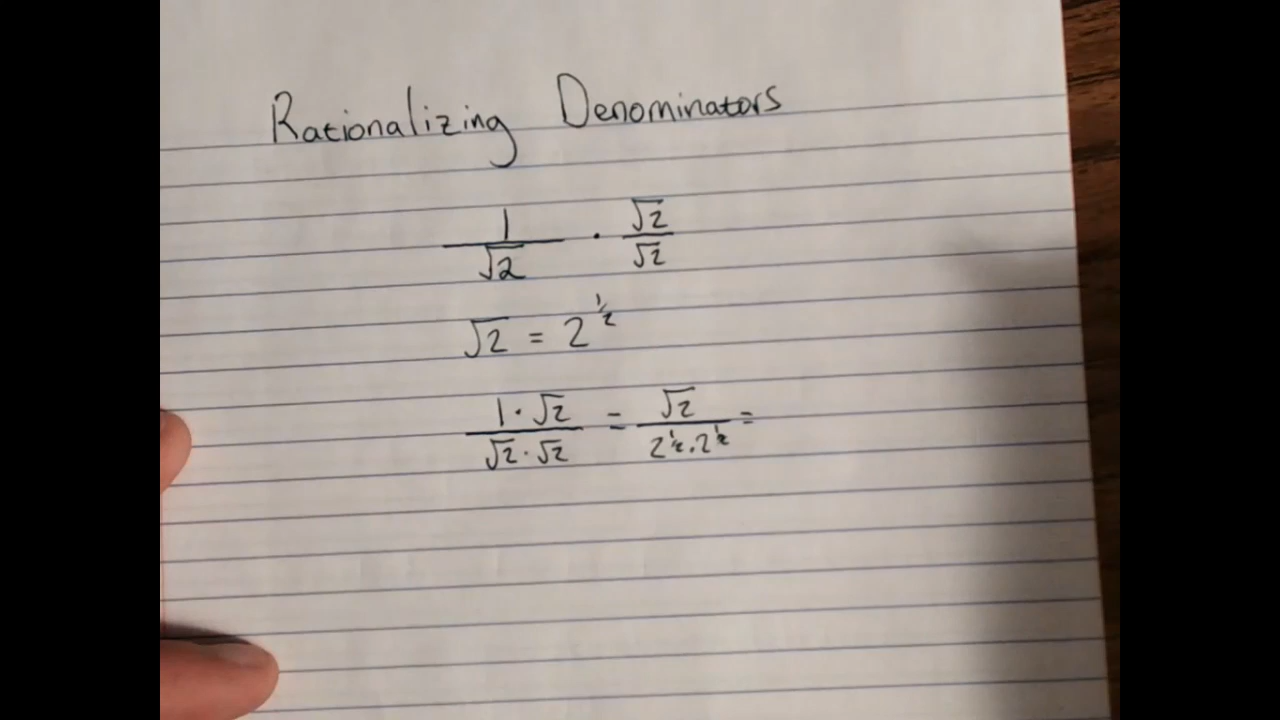 Rationalizing Denominators
1/√2 · √2/√2
√2 = 2^(1/2)
(1·√2)/(√2·√2) = √2/(2^(1/2)·2^(1/2)) =